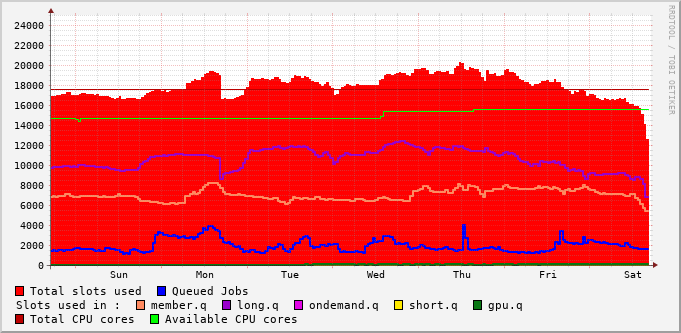 24000
22000
20000
18000
16000
14000
12000
10000
8000
6000
4000
2000
0
Sun Mon Tue Wed Thu Fri Sat
RRDTOOL / TOBI OETIKER
Total slots used Queued Jobs
Slots used in : member.q long.q ondemand.q short.q gpu.q
Total CPU cores Available CPU cores